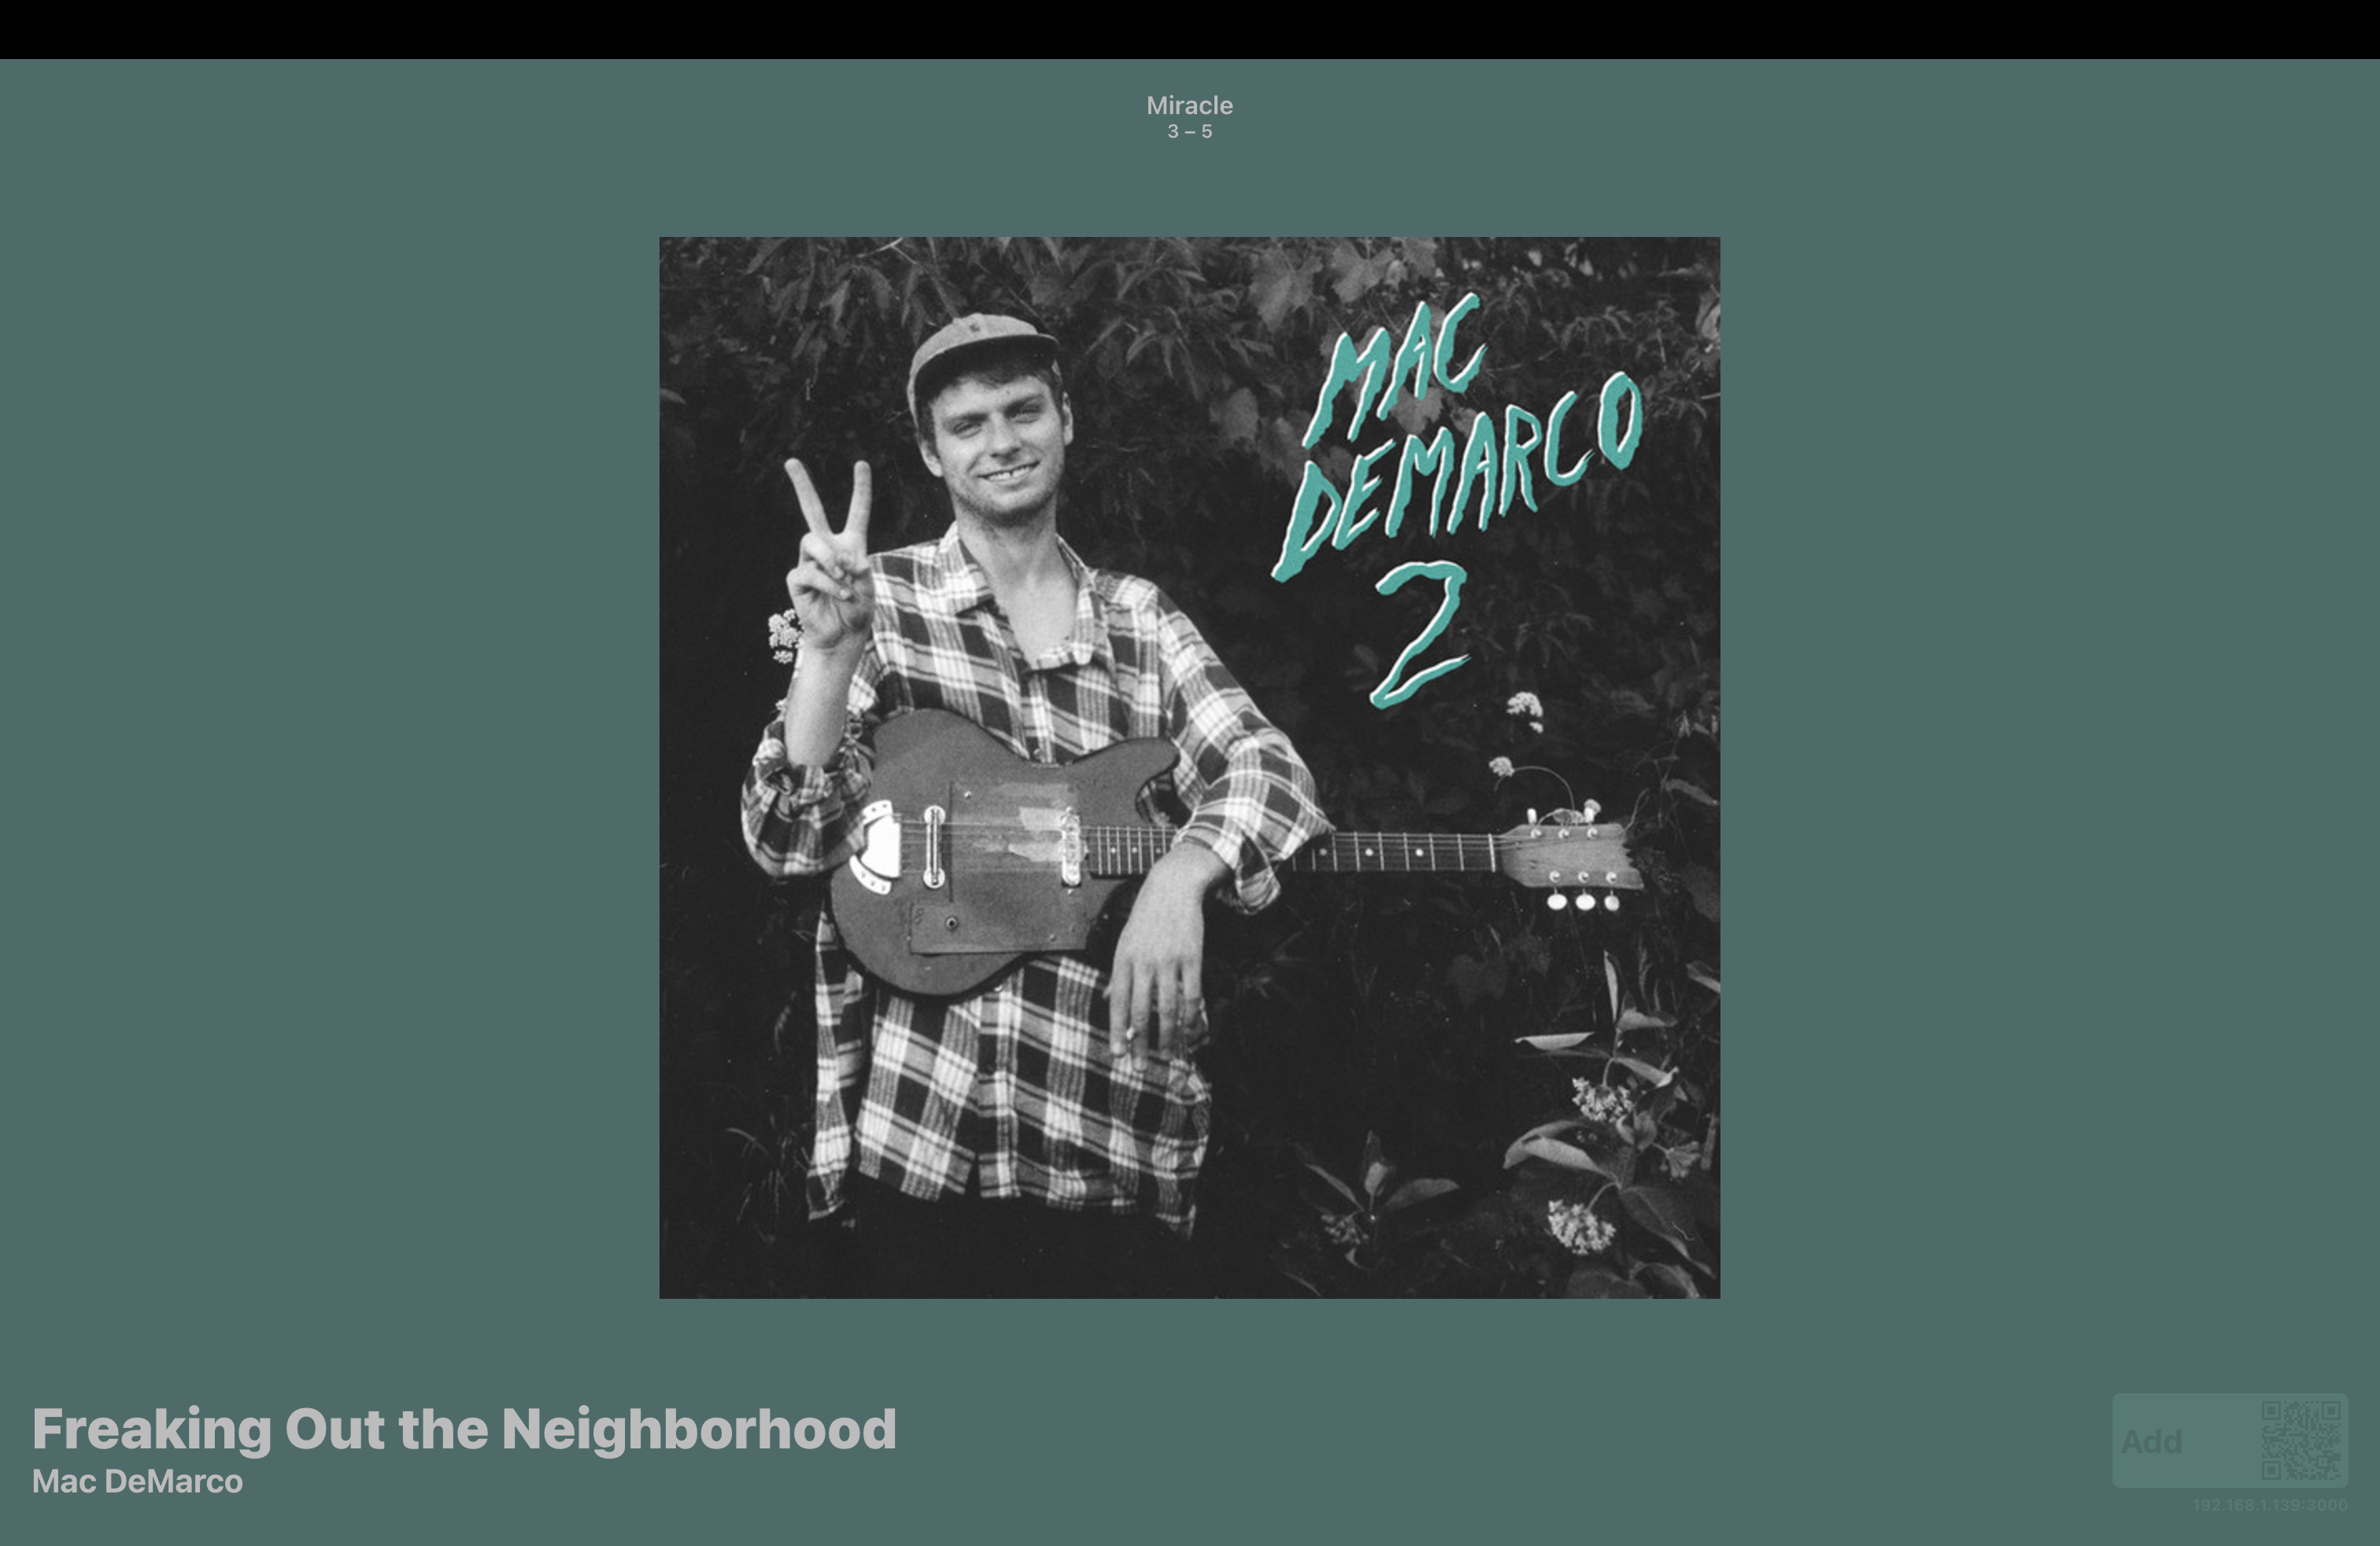 Miracle
3 – 5
MAC
DEMARCO
2
Freaking Out the Neighborhood
Mac DeMarco
Add
192.168.1.139:3000